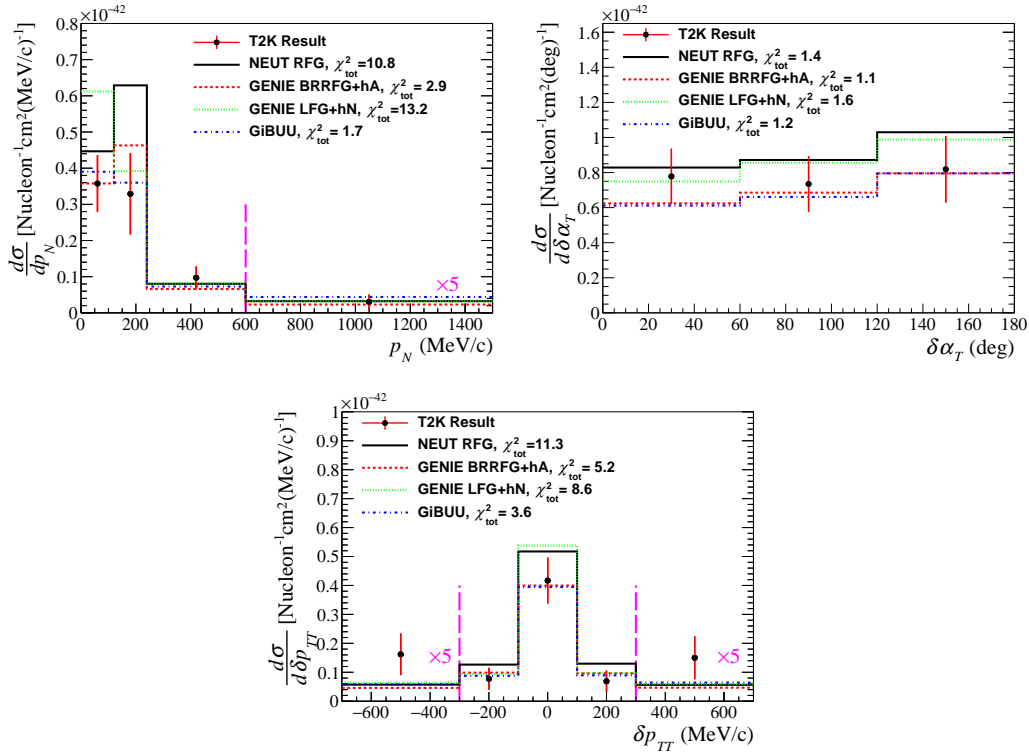 ×10⁻⁴²
T2K Result
NEUT RFG, χ²tot=10.8
GENIE BRRFG+hA, χ²tot= 2.9
GENIE LFG+hN, χ²tot=13.2
GiBUU, χ²tot= 1.7
dσ/dp_N [Nucleon⁻¹cm²(MeV/c)⁻¹]
0.8
0.7
0.6
0.5
0.4
0.3
0.2
0.1
0
×5
0 200 400 600 800 1000 1200 1400
p_N (MeV/c)
×10⁻⁴²
T2K Result
NEUT RFG, χ²tot= 1.4
GENIE BRRFG+hA, χ²tot= 1.1
GENIE LFG+hN, χ²tot= 1.6
GiBUU, χ²tot= 1.2
dσ/dδα_T [Nucleon⁻¹cm²(deg)⁻¹]
1.6
1.4
1.2
1
0.8
0.6
0.4
0.2
0
0 20 40 60 80 100 120 140 160 180
δα_T (deg)
×10⁻⁴²
T2K Result
NEUT RFG, χ²tot=11.3
GENIE BRRFG+hA, χ²tot= 5.2
GENIE LFG+hN, χ²tot= 8.6
GiBUU, χ²tot= 3.6
dσ/dδp_TT [Nucleon⁻¹cm²(MeV/c)⁻¹]
1
0.9
0.8
0.7
0.6
0.5
0.4
0.3
0.2
0.1
0
×5 ×5
−600 −400 −200 0 200 400 600
δp_TT (MeV/c)